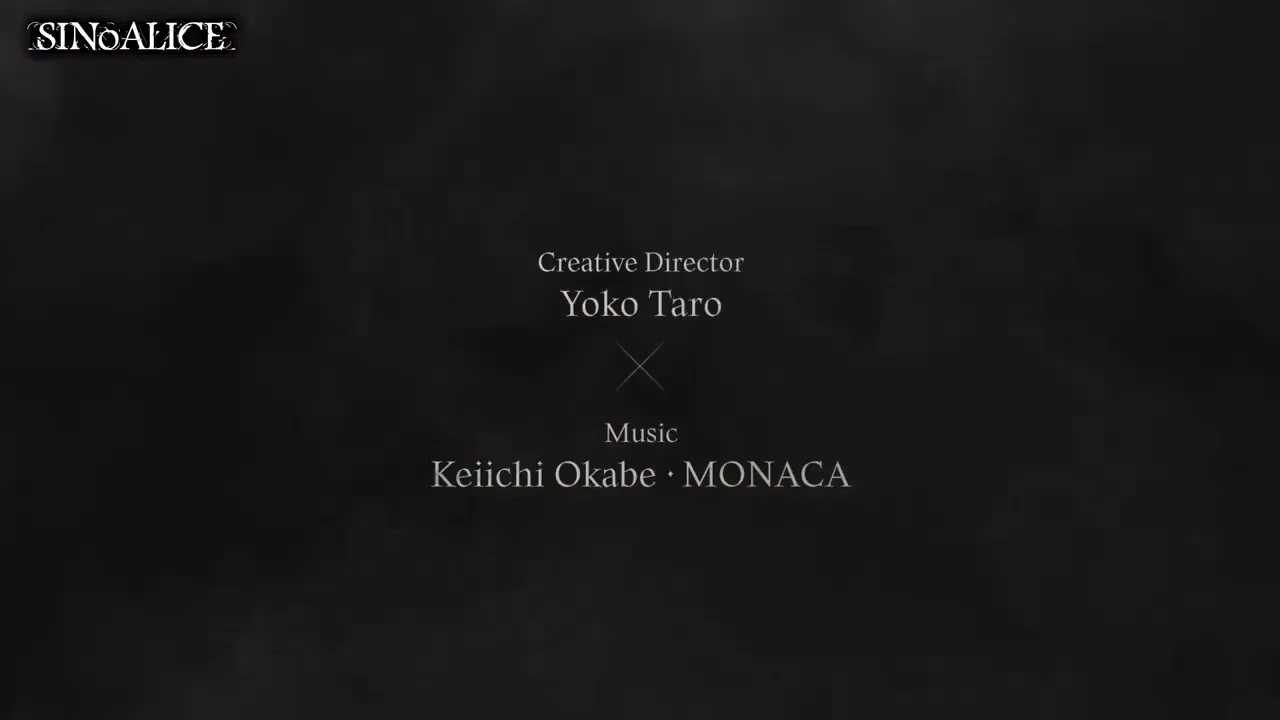 SINoALICE
Creative Director
Yoko Taro
Music
Keiichi Okabe · MONACA